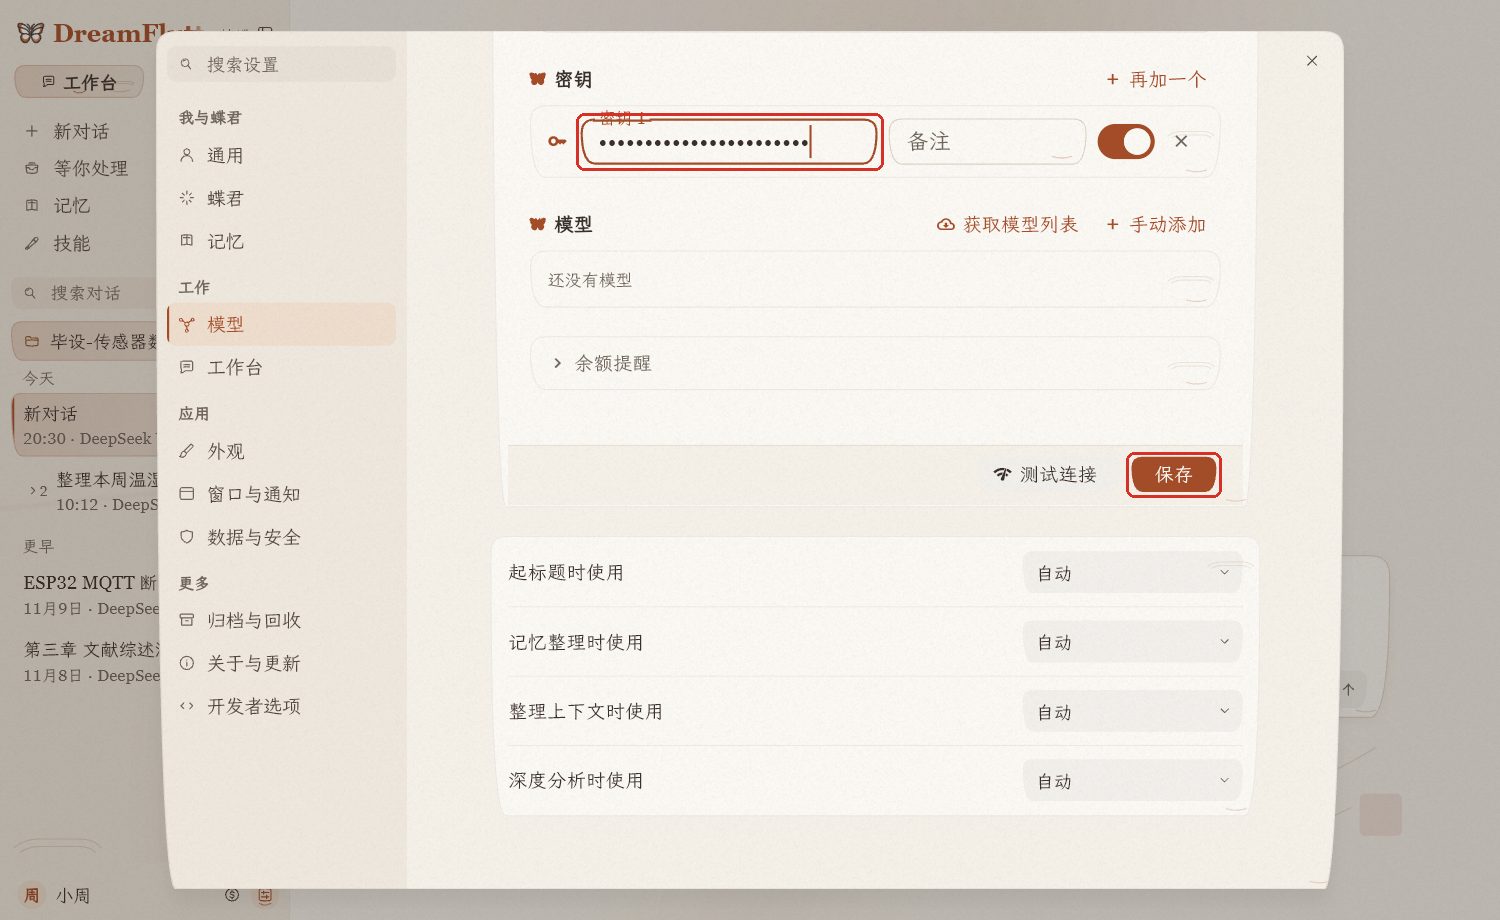 DreamFl
工作台
新对话
等你处理
记忆
技能
搜索对话
毕设-传感器数
今天
新对话
20:30 · DeepSeek
2
整理本周温湿
10:12 · DeepS
更早
ESP32 MQTT 断
11月9日 · DeepSee
第三章 文献综述
11月8日 · DeepSee
周 小周
搜索设置
我与蝶君
通用
蝶君
记忆
工作
模型
工作台
应用
外观
窗口与通知
数据与安全
更多
归档与回收
关于与更新
开发者选项
密钥
+ 再加一个
密钥 1
•••••••••••••••••••••••
备注
模型
获取模型列表
+ 手动添加
还没有模型
余额提醒
测试连接
保存
起标题时使用
自动
记忆整理时使用
自动
整理上下文时使用
自动
深度分析时使用
自动